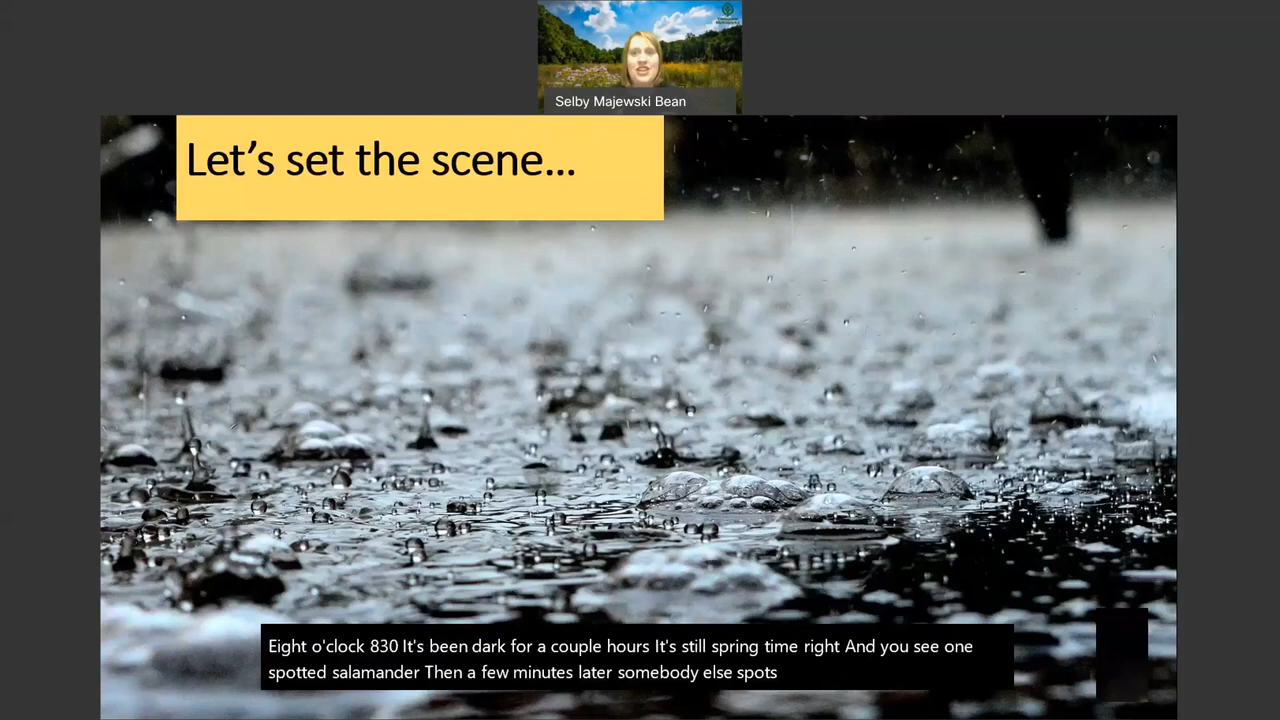 Selby Majewski Bean
Let's set the scene...
Eight o'clock 830 It's been dark for a couple hours It's still spring time right And you see one
spotted salamander Then a few minutes later somebody else spots